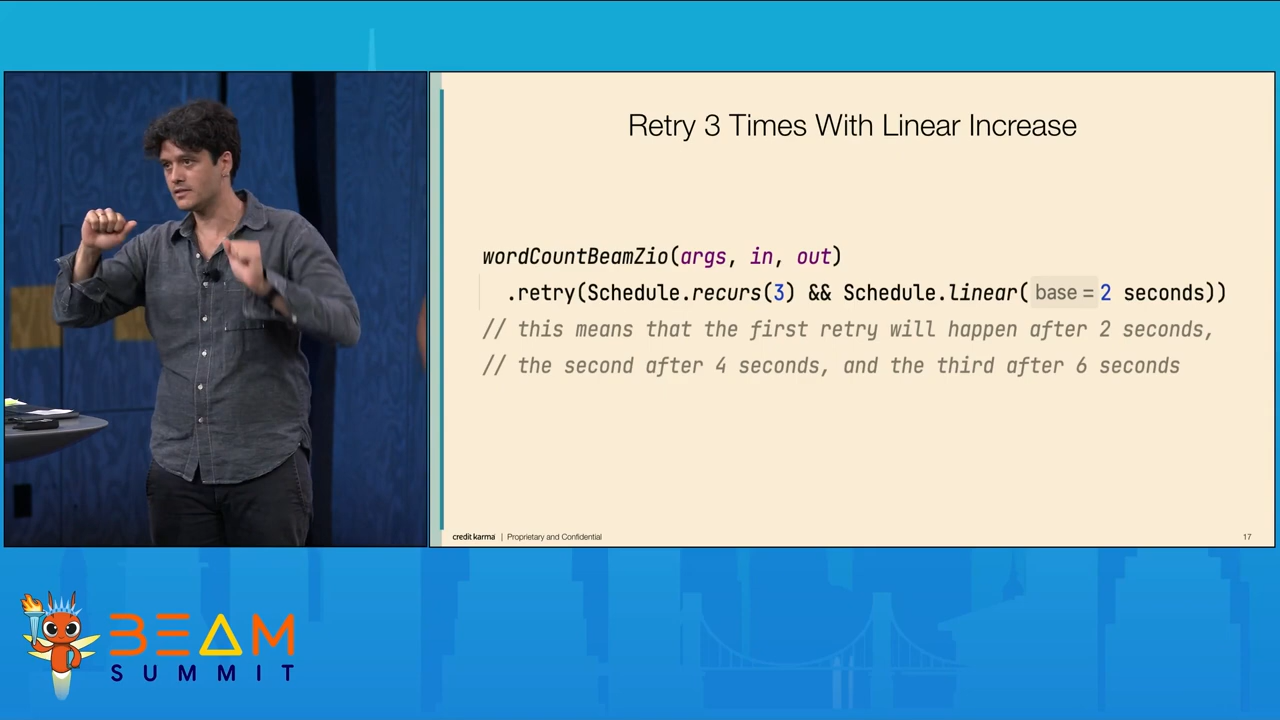 Retry 3 Times With Linear Increase
wordCountBeamZio(args, in, out)
.retry(Schedule.recurs(3) && Schedule.linear( base = 2 seconds))
// this means that the first retry will happen after 2 seconds,
// the second after 4 seconds, and the third after 6 seconds
credit karma | Proprietary and Confidential
17
BEAM
SUMMIT